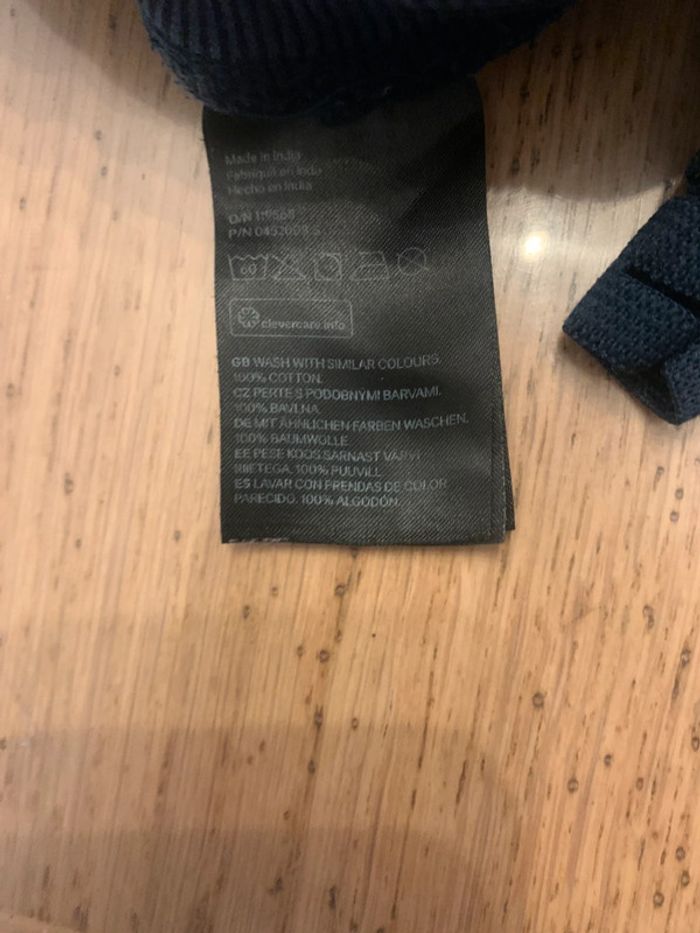 Made in India
Fabriqué en Inde
Hecho en India
O/N
P/N
60
clevercare.info
GB WASH WITH SIMILAR COLOURS.
100% COTTON.
CZ PERTE S PODOBNÝMI BARVAMI.
100% BAVLNA.
DE MIT ÄHNLICHEN FARBEN WASCHEN.
100% BAUMWOLLE
EE PESE KOOS SARNAST VÄRVI
RIIETEGA. 100% PUUVILL
ES LAVAR CON PRENDAS DE COLOR
PARECIDO. 100% ALGODÓN.